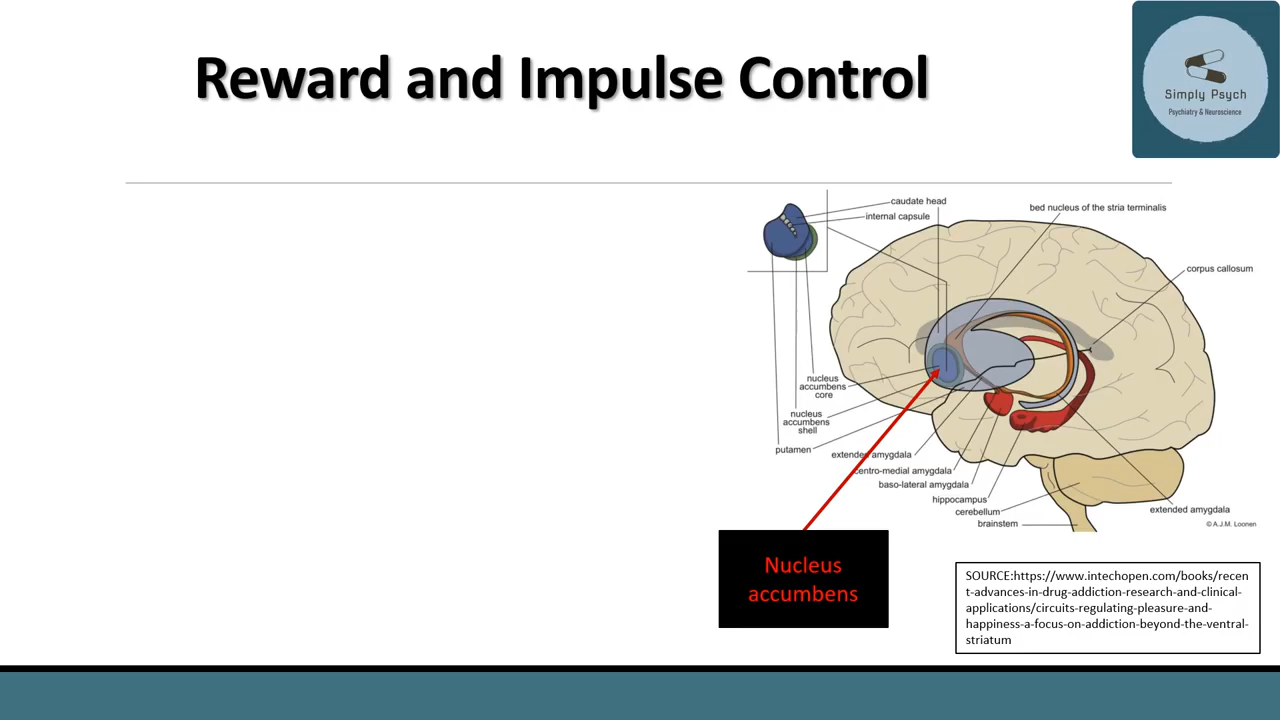 Reward and Impulse Control
Simply Psych
Psychiatry & Neuroscience
caudate head
internal capsule
bed nucleus of the stria terminalis
corpus callosum
nucleus
accumbens
core
nucleus
accumbens
shell
putamen
extended amygdala
centro-medial amygdala
baso-lateral amygdala
hippocampus
cerebellum
brainstem
extended amygdala
© A.J.M. Loonen
Nucleus
accumbens
SOURCE:https://www.intechopen.com/books/recen
t-advances-in-drug-addiction-research-and-clinical-
applications/circuits-regulating-pleasure-and-
happiness-a-focus-on-addiction-beyond-the-ventral-
striatum